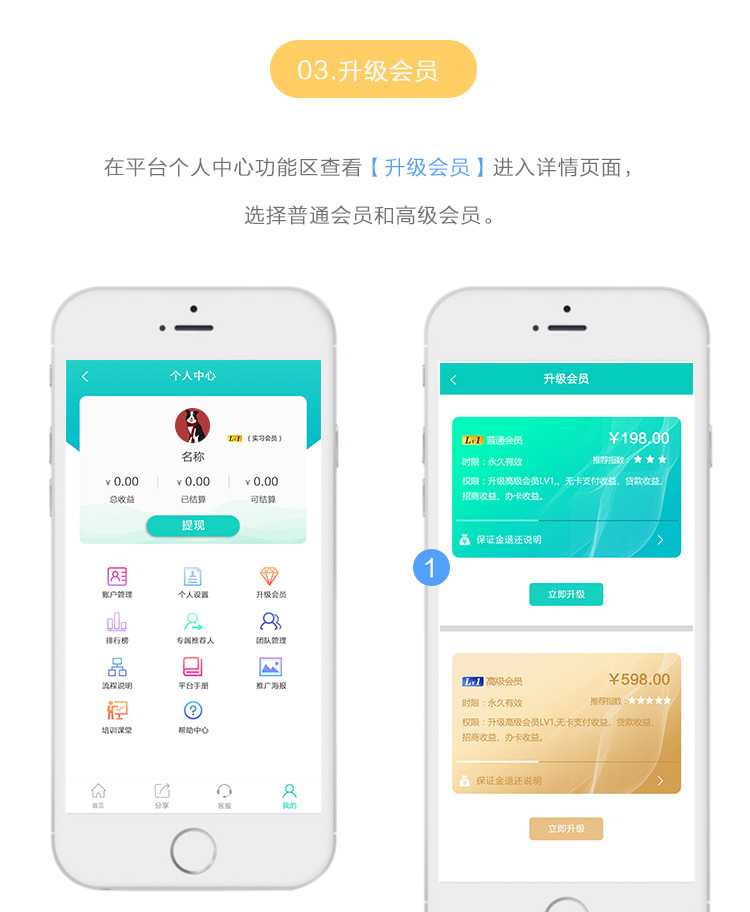 03.升级会员
在平台个人中心功能区查看【升级会员】进入详情页面，
选择普通会员和高级会员。
个人中心
Lv1 （实习会员）
名称
¥ 0.00 ¥ 0.00 ¥ 0.00
总收益 已结算 可结算
提现
账户管理 个人设置 升级会员
排行榜 专属推荐人 团队管理
流程说明 平台手册 推广海报
培训课堂 帮助中心
首页 分享 客服 我的
1
升级会员
Lv1 普通会员 ¥198.00
时限：永久有效 推荐指数：★★★
权限：升级高级会员LV1,、无卡支付收益、贷款收益、
招商收益、办卡收益。
保证金退还说明
立即升级
Lv1 高级会员 ¥598.00
时限：永久有效 推荐指数：★★★★★
权限：升级高级会员LV1,无卡支付收益、贷款收益、
招商收益、办卡收益。
保证金退还说明
立即升级